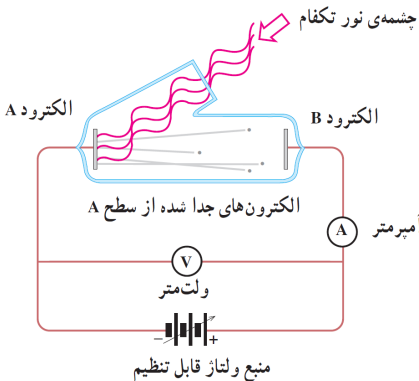 چشمه‌ی نور تکفام
الکترود A
الکترود B
الکترون‌های جدا شده از سطح A
آمپرمتر
A
V
ولت‌متر
− +
منبع ولتاژ قابل تنظیم